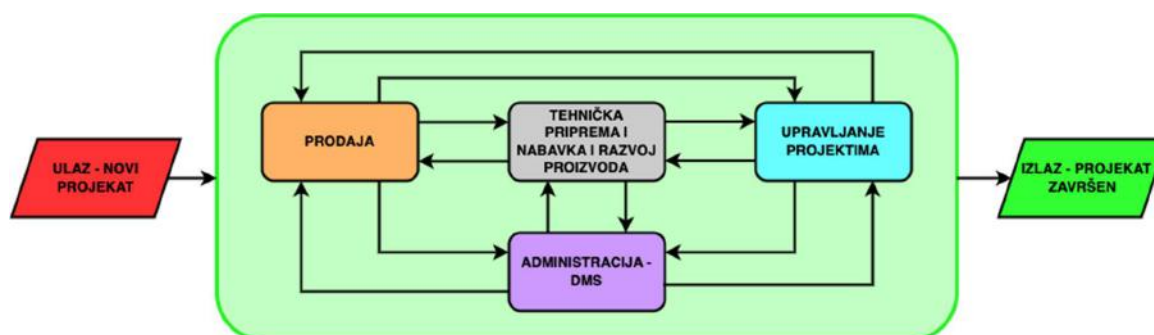 ULAZ - NOVI
PROJEKAT
PRODAJA
TEHNIČKA
PRIPREMA I
NABAVKA I RAZVOJ
PROIZVODA
UPRAVLJANJE
PROJEKTIMA
ADMINISTRACIJA -
DMS
IZLAZ - PROJEKAT
ZAVRŠEN